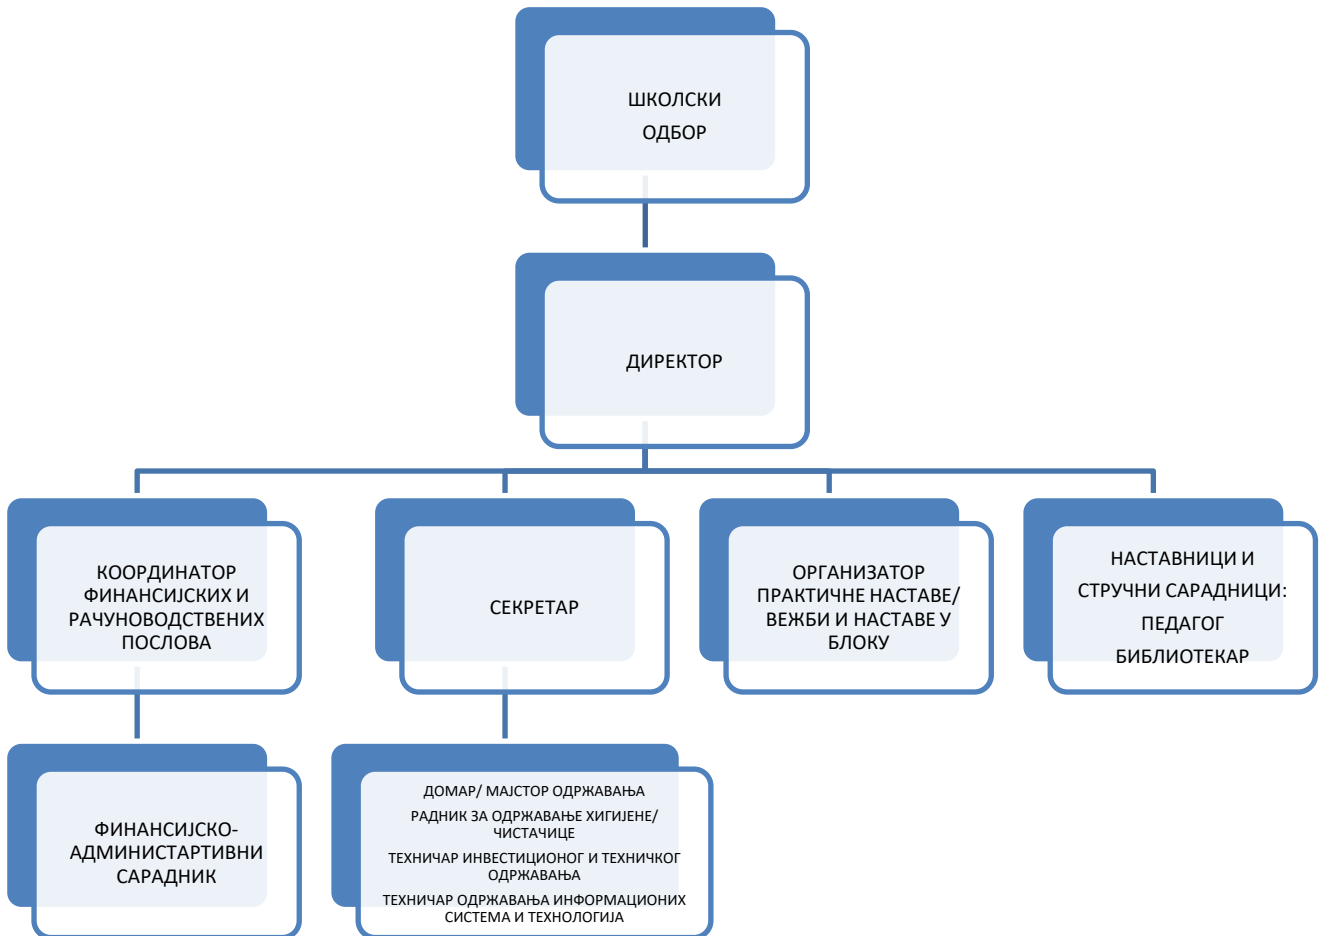 ШКОЛСКИ
ОДБОР
ДИРЕКТОР
КООРДИНАТОР
ФИНАНСИЈСКИХ И
РАЧУНОВОДСТВЕНИХ
ПОСЛОВА
СЕКРЕТАР
ОРГАНИЗАТОР
ПРАКТИЧНЕ НАСТАВЕ/
ВЕЖБИ И НАСТАВЕ У
БЛОКУ
НАСТАВНИЦИ И
СТРУЧНИ САРАДНИЦИ:
ПЕДАГОГ
БИБЛИОТЕКАР
ФИНАНСИЈСКО-
АДМИНИСТАРТИВНИ
САРАДНИК
ДОМАР/ МАЈСТОР ОДРЖАВАЊА
РАДНИК ЗА ОДРЖАВАЊЕ ХИГИЈЕНЕ/
ЧИСТАЧИЦЕ
ТЕХНИЧАР ИНВЕСТИЦИОНОГ И ТЕХНИЧКОГ
ОДРЖАВАЊА
ТЕХНИЧАР ОДРЖАВАЊА ИНФОРМАЦИОНИХ
СИСТЕМА И ТЕХНОЛОГИЈА